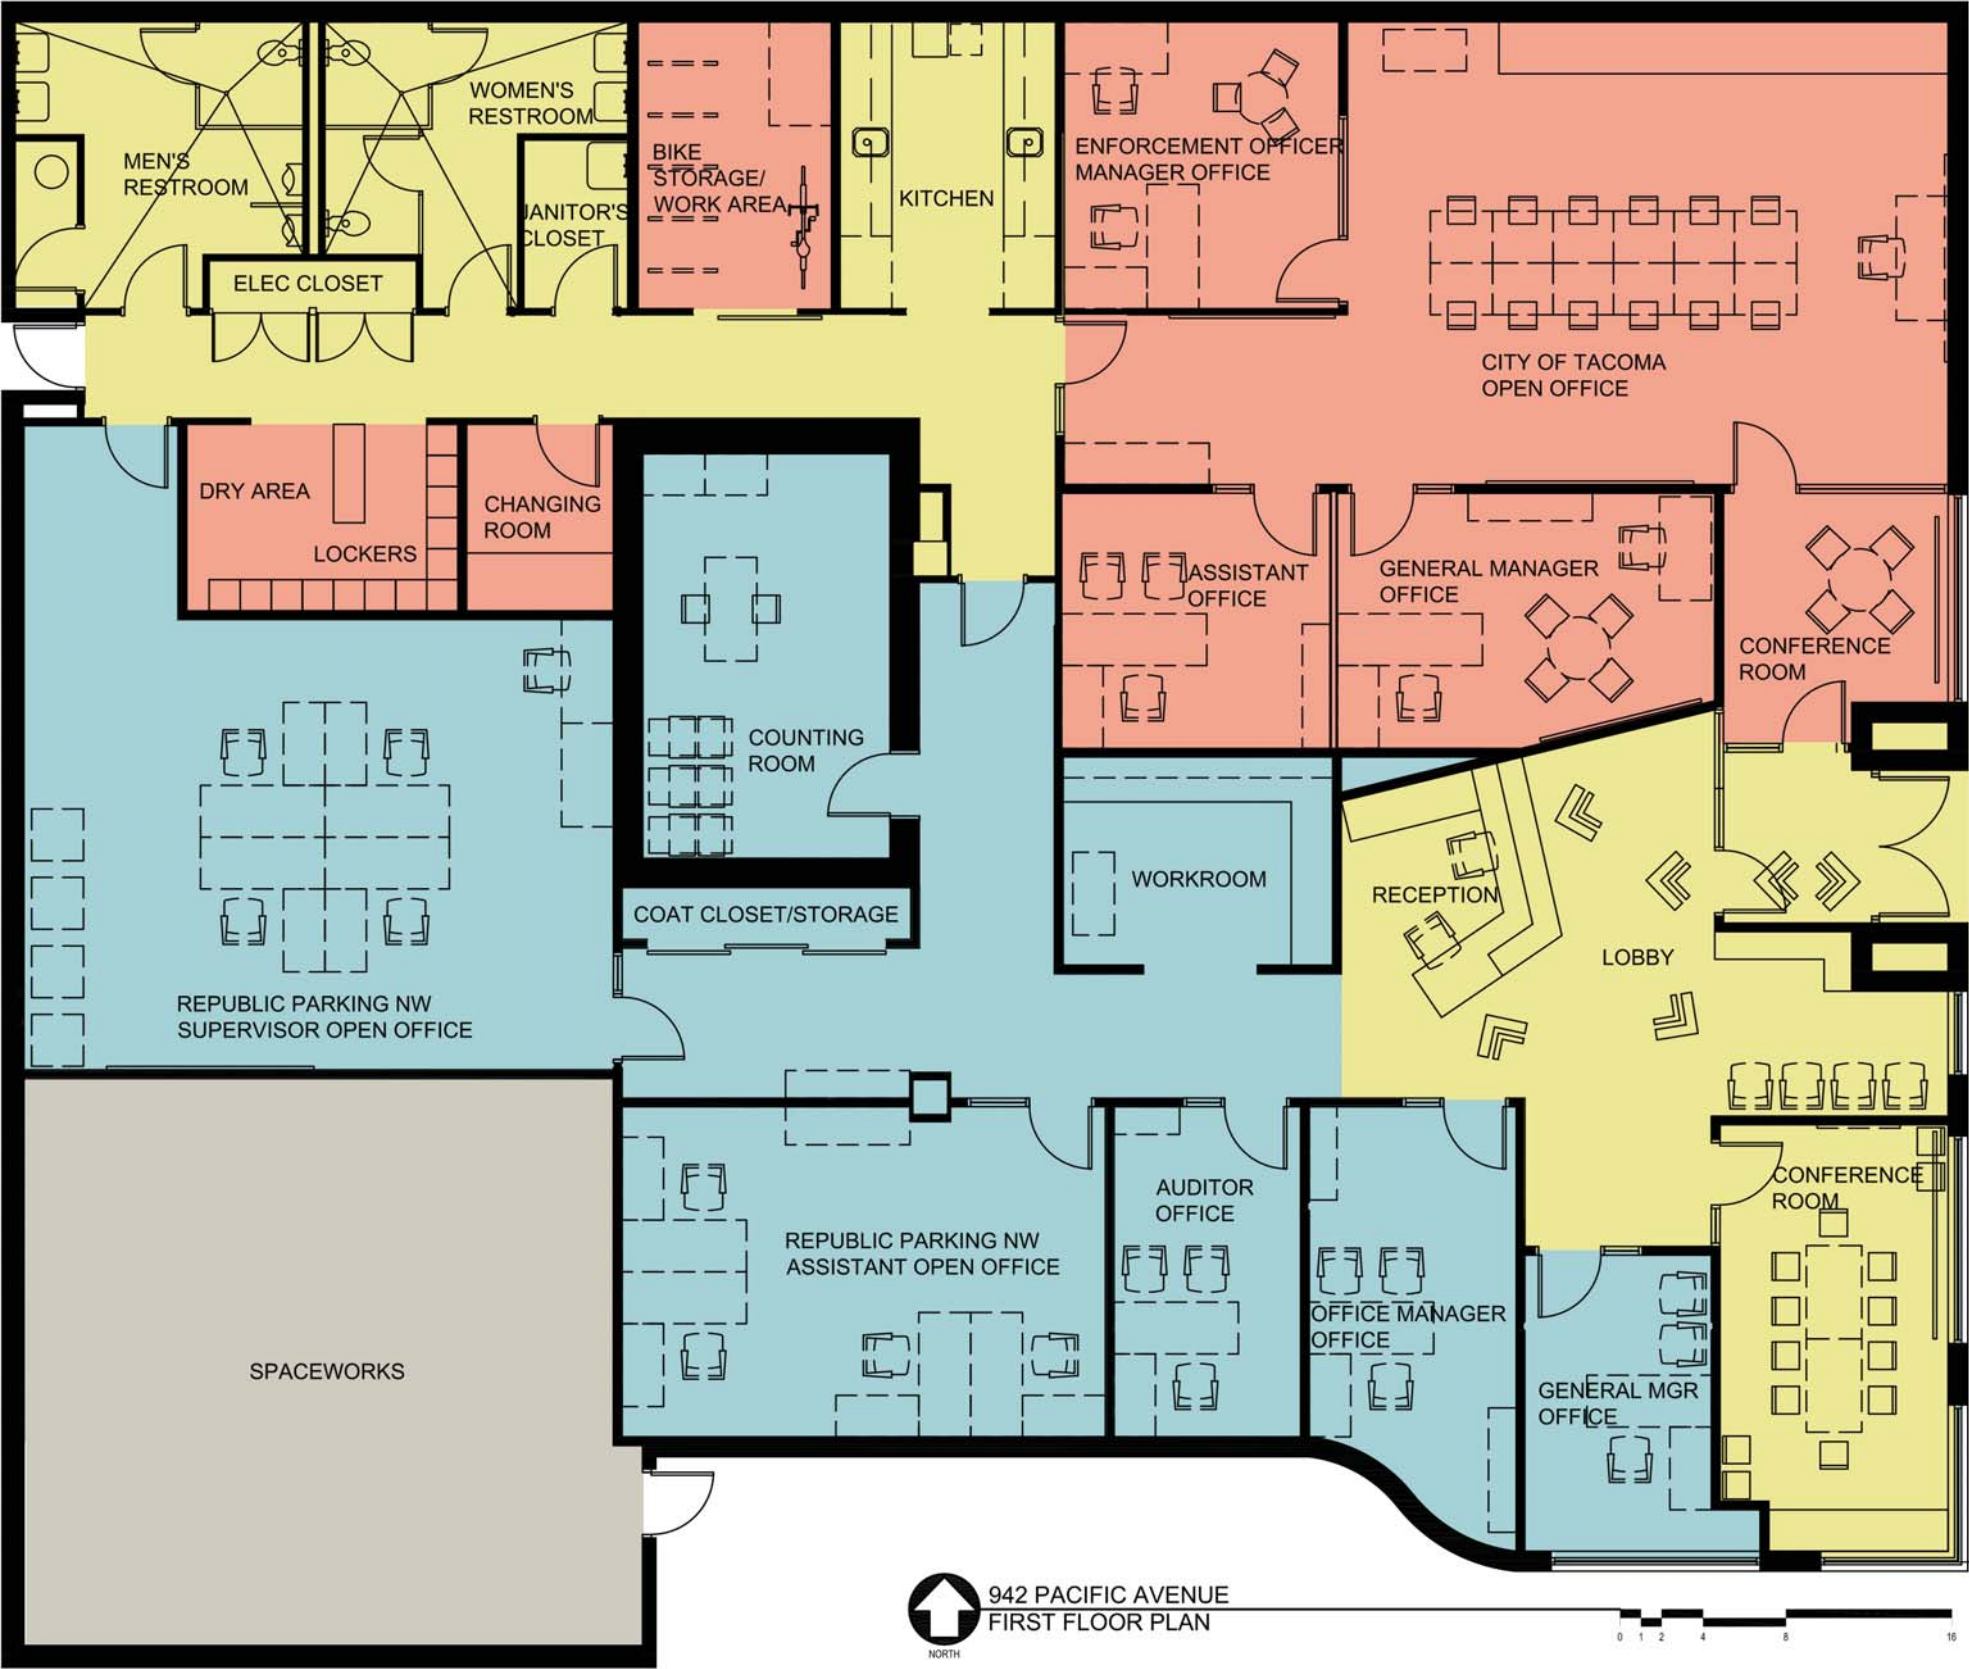 WOMEN'S
RESTROOM
MEN'S
RESTROOM
BIKE
STORAGE/
WORK AREA
KITCHEN
ENFORCEMENT OFFICER
MANAGER OFFICE
JANITOR'S
CLOSET
ELEC CLOSET
CITY OF TACOMA
OPEN OFFICE
DRY AREA
LOCKERS
CHANGING
ROOM
ASSISTANT
OFFICE
GENERAL MANAGER
OFFICE
CONFERENCE
ROOM
COUNTING
ROOM
WORKROOM
RECEPTION
COAT CLOSET/STORAGE
LOBBY
REPUBLIC PARKING NW
SUPERVISOR OPEN OFFICE
CONFERENCE
ROOM
AUDITOR
OFFICE
REPUBLIC PARKING NW
ASSISTANT OPEN OFFICE
OFFICE MANAGER
OFFICE
SPACEWORKS
GENERAL MGR
OFFICE
942 PACIFIC AVENUE
FIRST FLOOR PLAN
NORTH
0 1 2 4 8 16